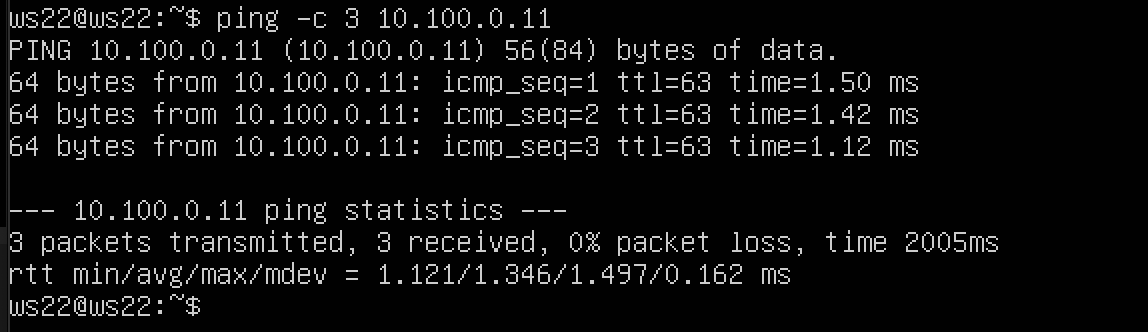 ws22@ws22:~$ ping -c 3 10.100.0.11
PING 10.100.0.11 (10.100.0.11) 56(84) bytes of data.
64 bytes from 10.100.0.11: icmp_seq=1 ttl=63 time=1.50 ms
64 bytes from 10.100.0.11: icmp_seq=2 ttl=63 time=1.42 ms
64 bytes from 10.100.0.11: icmp_seq=3 ttl=63 time=1.12 ms
--- 10.100.0.11 ping statistics ---
3 packets transmitted, 3 received, 0% packet loss, time 2005ms
rtt min/avg/max/mdev = 1.121/1.346/1.497/0.162 ms
ws22@ws22:~$